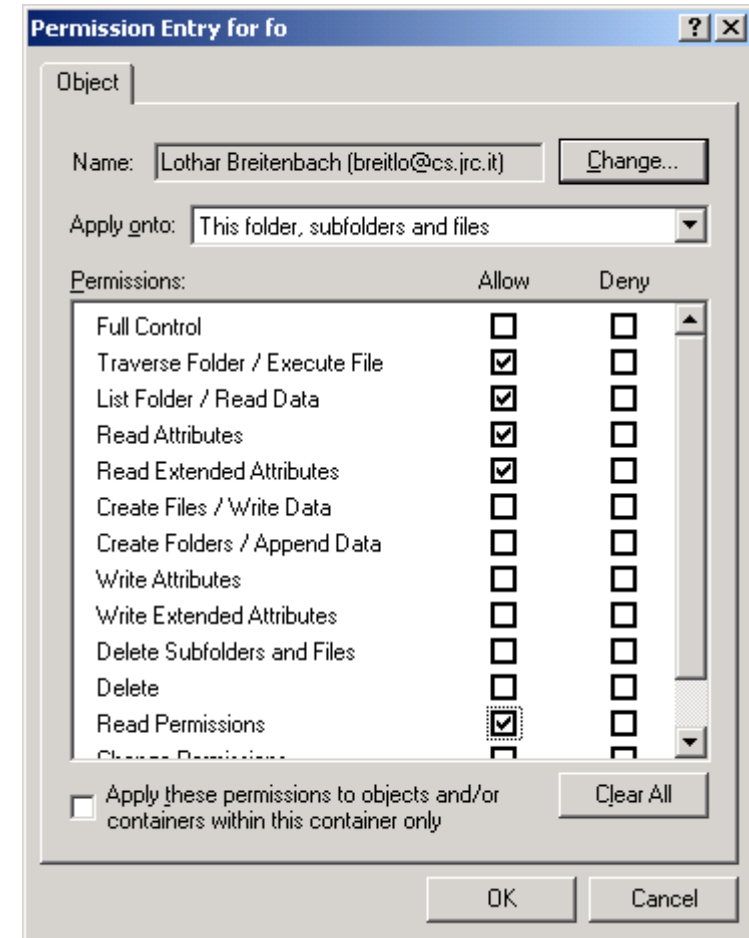 Permission Entry for fo
Object
Name: Lothar Breitenbach (breitlo@cs.jrc.it) Change...
Apply onto: This folder, subfolders and files
Permissions: Allow Deny
Full Control
Traverse Folder / Execute File
List Folder / Read Data
Read Attributes
Read Extended Attributes
Create Files / Write Data
Create Folders / Append Data
Write Attributes
Write Extended Attributes
Delete Subfolders and Files
Delete
Read Permissions
Change Permissions
Apply these permissions to objects and/or
containers within this container only
Clear All
OK Cancel